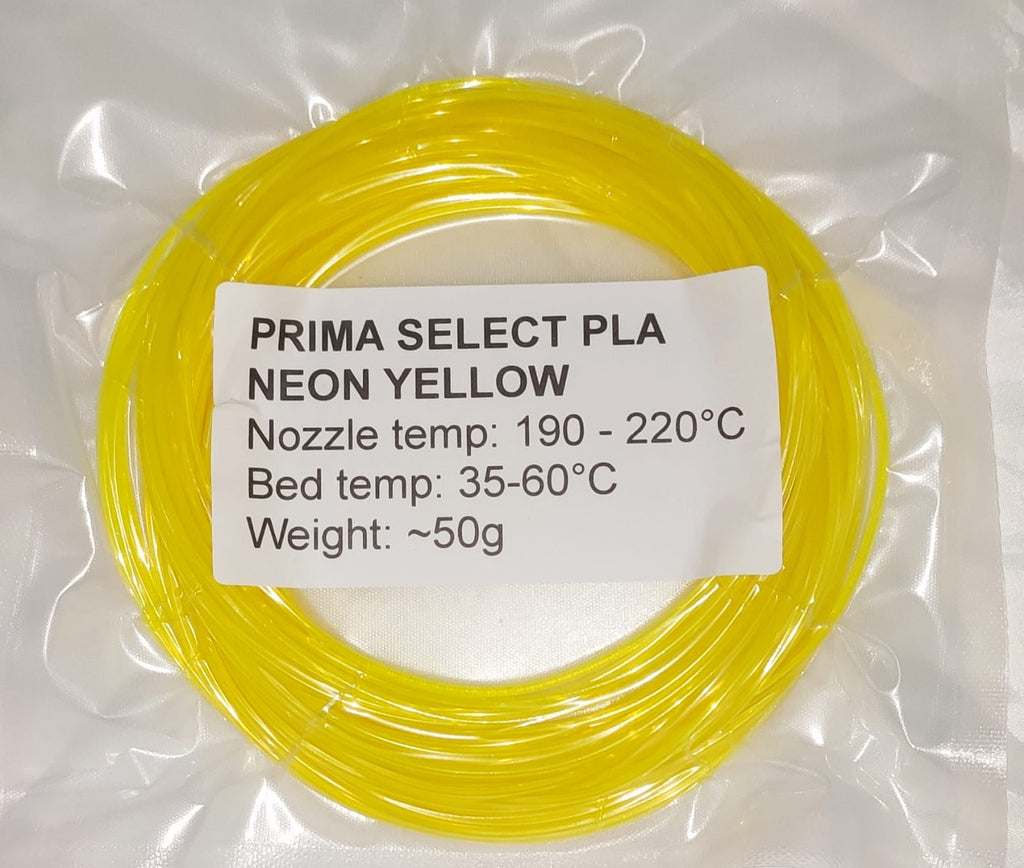 PRIMA SELECT PLA
NEON YELLOW
Nozzle temp: 190 - 220°C
Bed temp: 35-60°C
Weight: ~50g